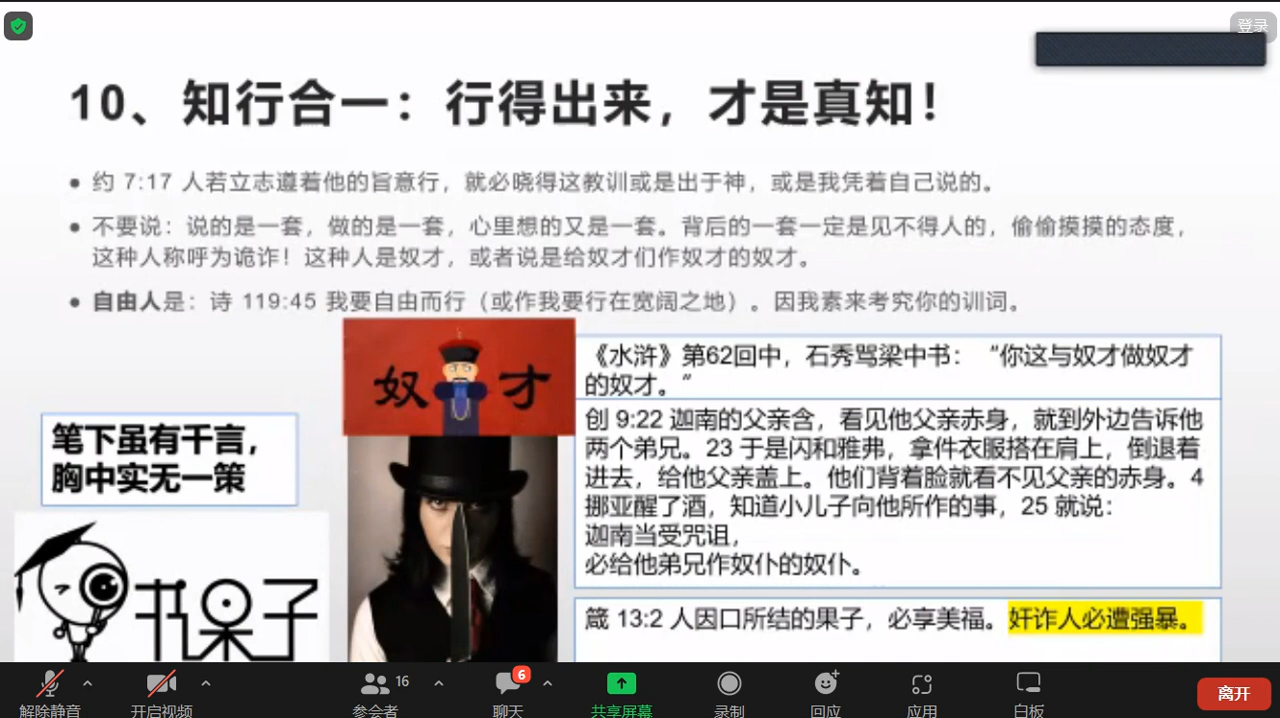 登录
10、知行合一：行得出来，才是真知！
• 约 7:17 人若立志遵着他的旨意行，就必晓得这教训或是出于神，或是我凭着自己说的。
• 不要说：说的是一套，做的是一套，心里想的又是一套。背后的一套一定是见不得人的，偷偷摸摸的态度，
这种人称呼为诡诈！这种人是奴才，或者说是给奴才们作奴才的奴才。
• 自由人是：诗 119:45 我要自由而行（或作我要行在宽阔之地）。因我素来考究你的训词。
奴才
《水浒》第62回中，石秀骂梁中书：“你这与奴才做奴才
的奴才。”
创 9:22 迦南的父亲含，看见他父亲赤身，就到外边告诉他
两个弟兄。23 于是闪和雅弗，拿件衣服搭在肩上，倒退着
进去，给他父亲盖上。他们背着脸就看不见父亲的赤身。4
挪亚醒了酒，知道小儿子向他所作的事，25 就说：
迦南当受咒诅，
必给他弟兄作奴仆的奴仆。
笔下虽有千言，
胸中实无一策
书呆子
箴 13:2 人因口所结的果子，必享美福。奸诈人必遭强暴。
16
6
解除静音
开启视频
参会者
聊天
共享屏幕
录制
回应
应用
白板
离开